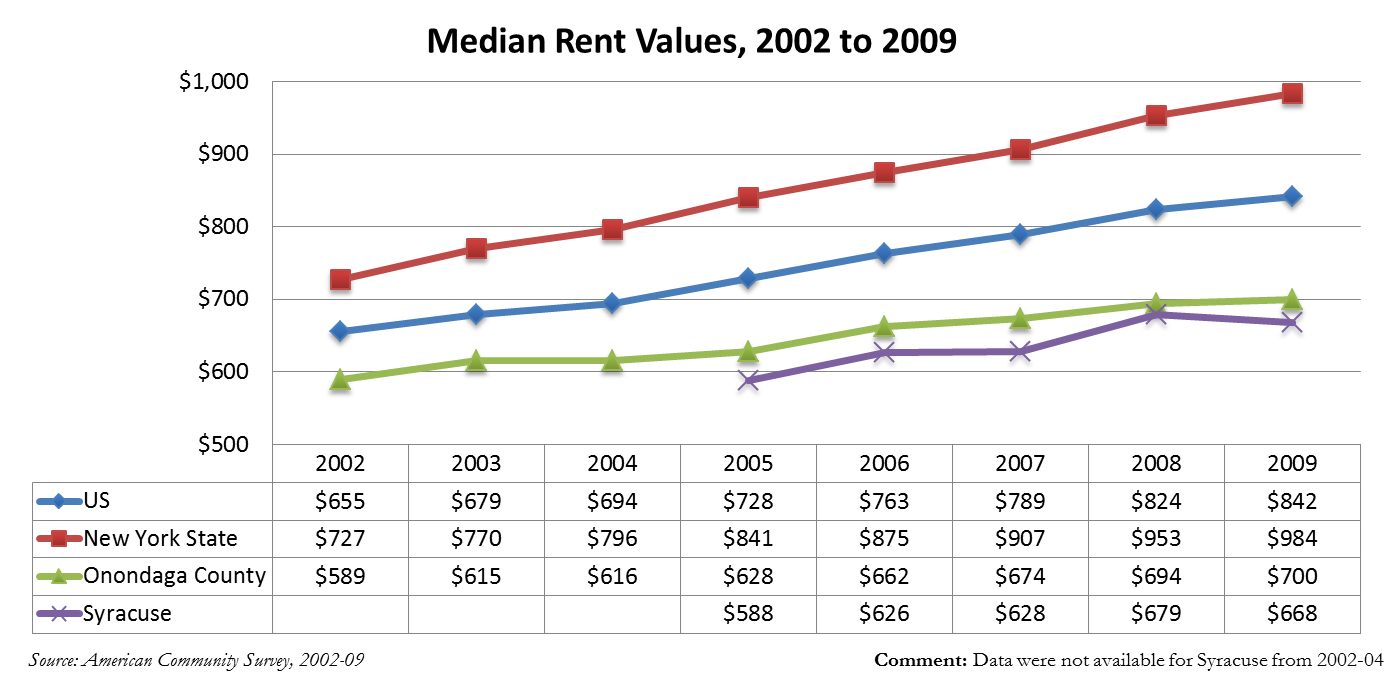 Median Rent Values, 2002 to 2009
$1,000
$900
$800
$700
$600
$500
2002 2003 2004 2005 2006 2007 2008 2009
US $655 $679 $694 $728 $763 $789 $824 $842
New York State $727 $770 $796 $841 $875 $907 $953 $984
Onondaga County $589 $615 $616 $628 $662 $674 $694 $700
Syracuse $588 $626 $628 $679 $668
Source: American Community Survey, 2002-09 Comment: Data were not available for Syracuse from 2002-04